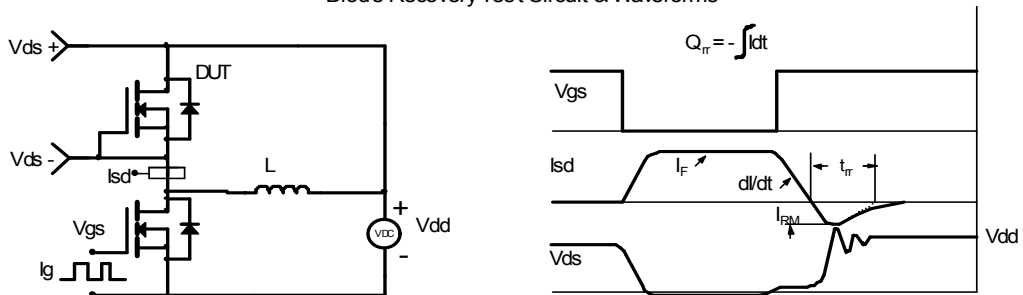 Diode Recovery Test Circuit & Waveforms
Vds +
DUT
Vds -
Isd
L
Vgs
Ig
VDC
+
Vdd
-
Qrr = - ∫Idt
Vgs
Isd
IF
dI/dt
trr
IRM
Vds
Vdd